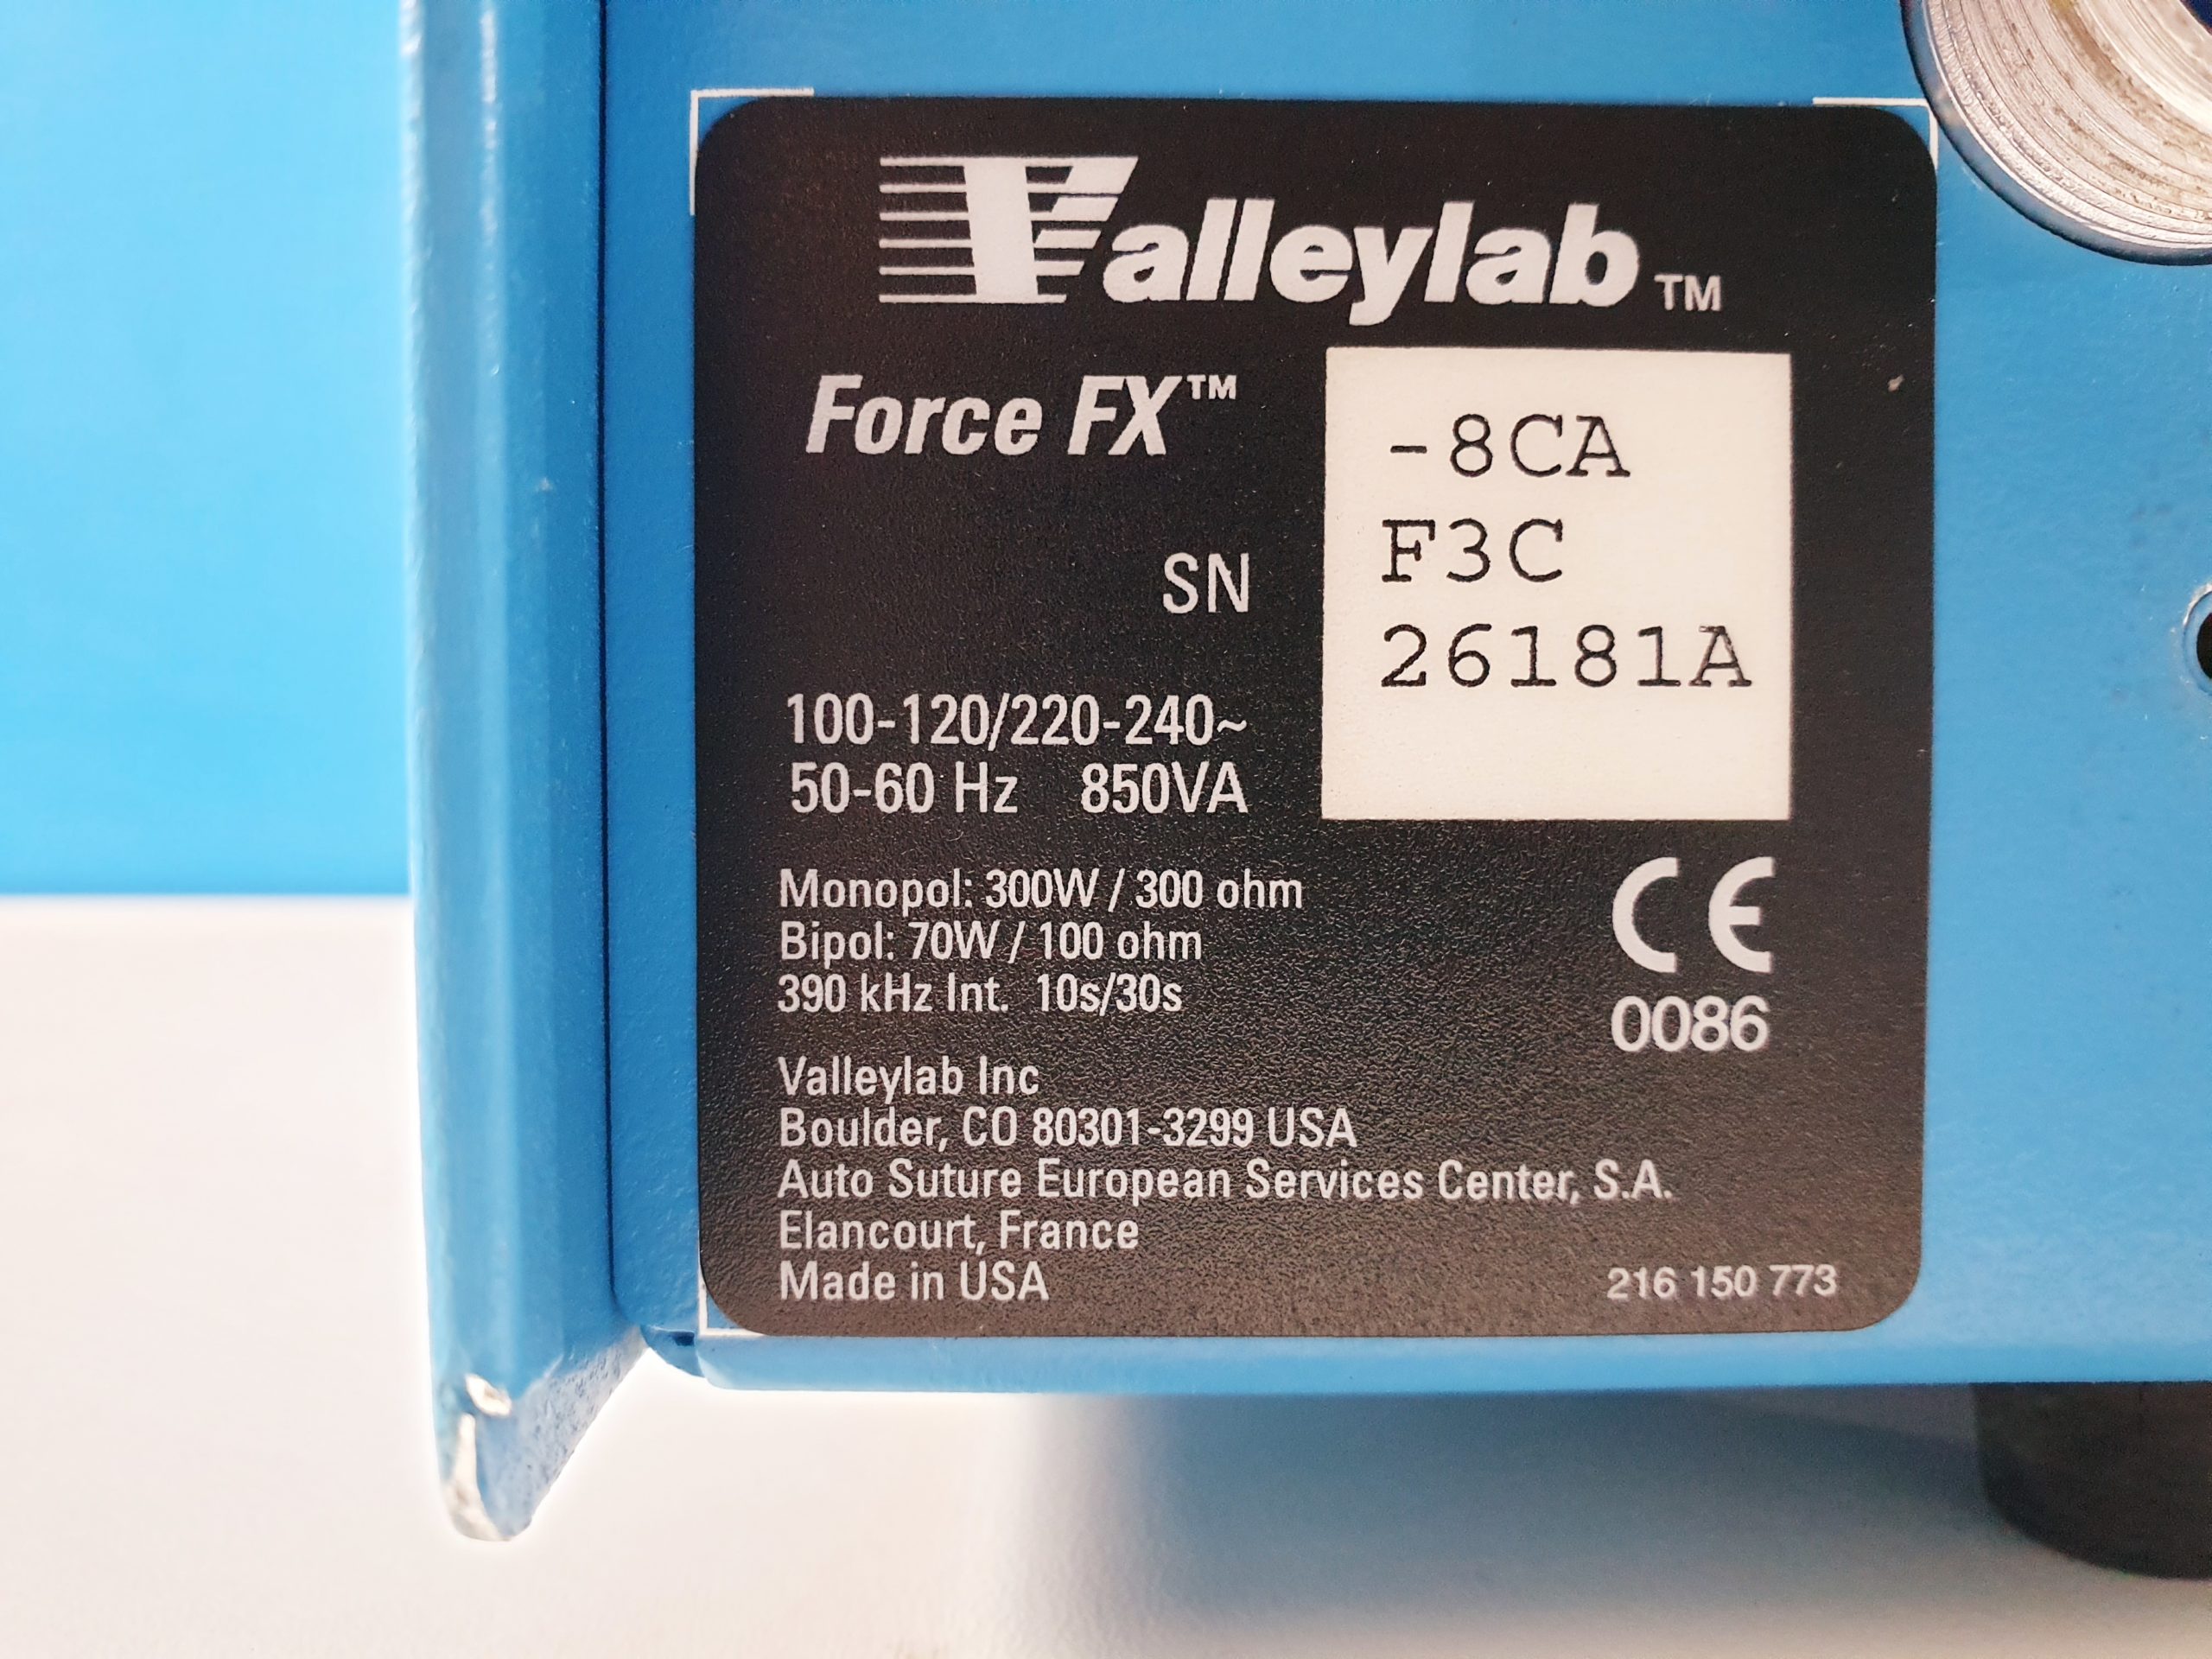 Valleylab™
Force FX™ -8CA
SN F3C
26181A
100-120/220-240~
50-60 Hz 850VA
Monopol: 300W / 300 ohm
Bipol: 70W / 100 ohm
390 kHz Int. 10s/30s
CE
0086
Valleylab Inc
Boulder, CO 80301-3299 USA
Auto Suture European Services Center, S.A.
Elancourt, France
Made in USA
216 150 773